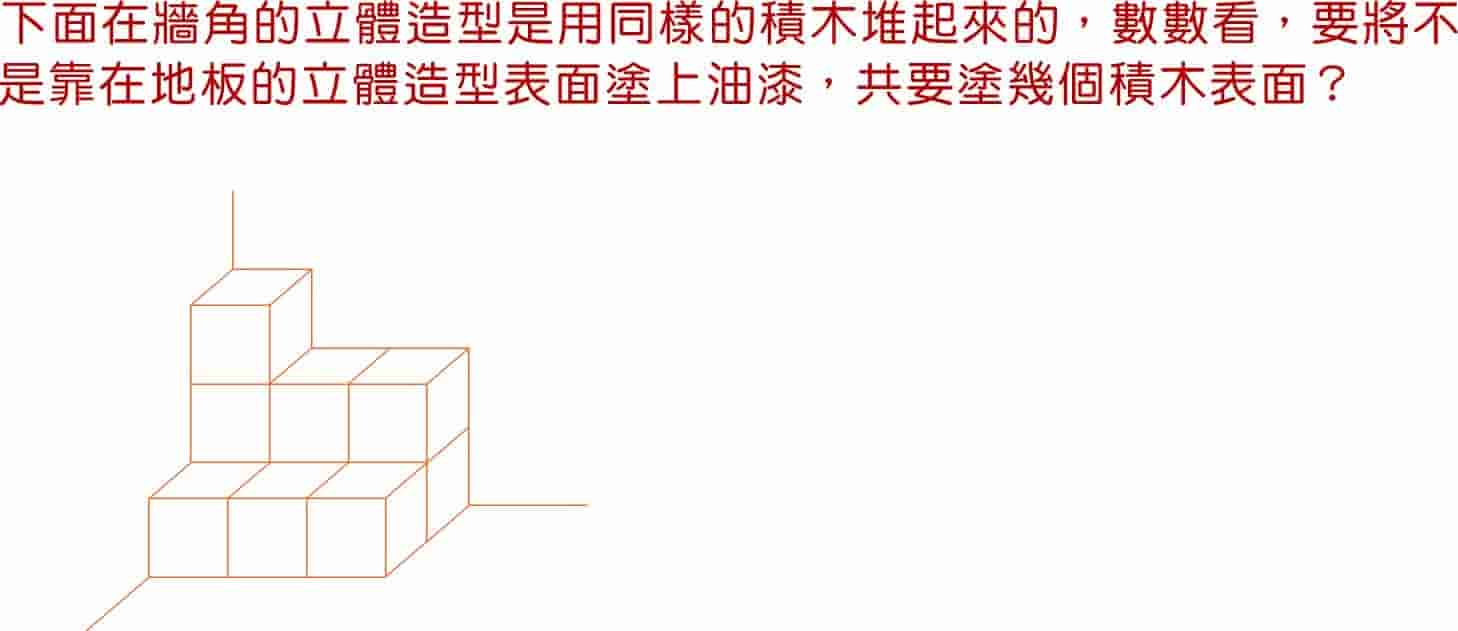 下面在牆角的立體造型是用同樣的積木堆起來的，數數看，要將不
是靠在地板的立體造型表面塗上油漆，共要塗幾個積木表面？